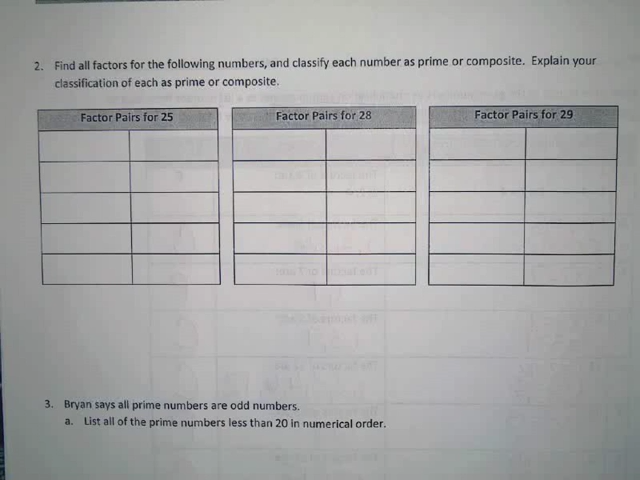 2. Find all factors for the following numbers, and classify each number as prime or composite. Explain your
classification of each as prime or composite.
Factor Pairs for 25
Factor Pairs for 28
Factor Pairs for 29
3. Bryan says all prime numbers are odd numbers.
a. List all of the prime numbers less than 20 in numerical order.